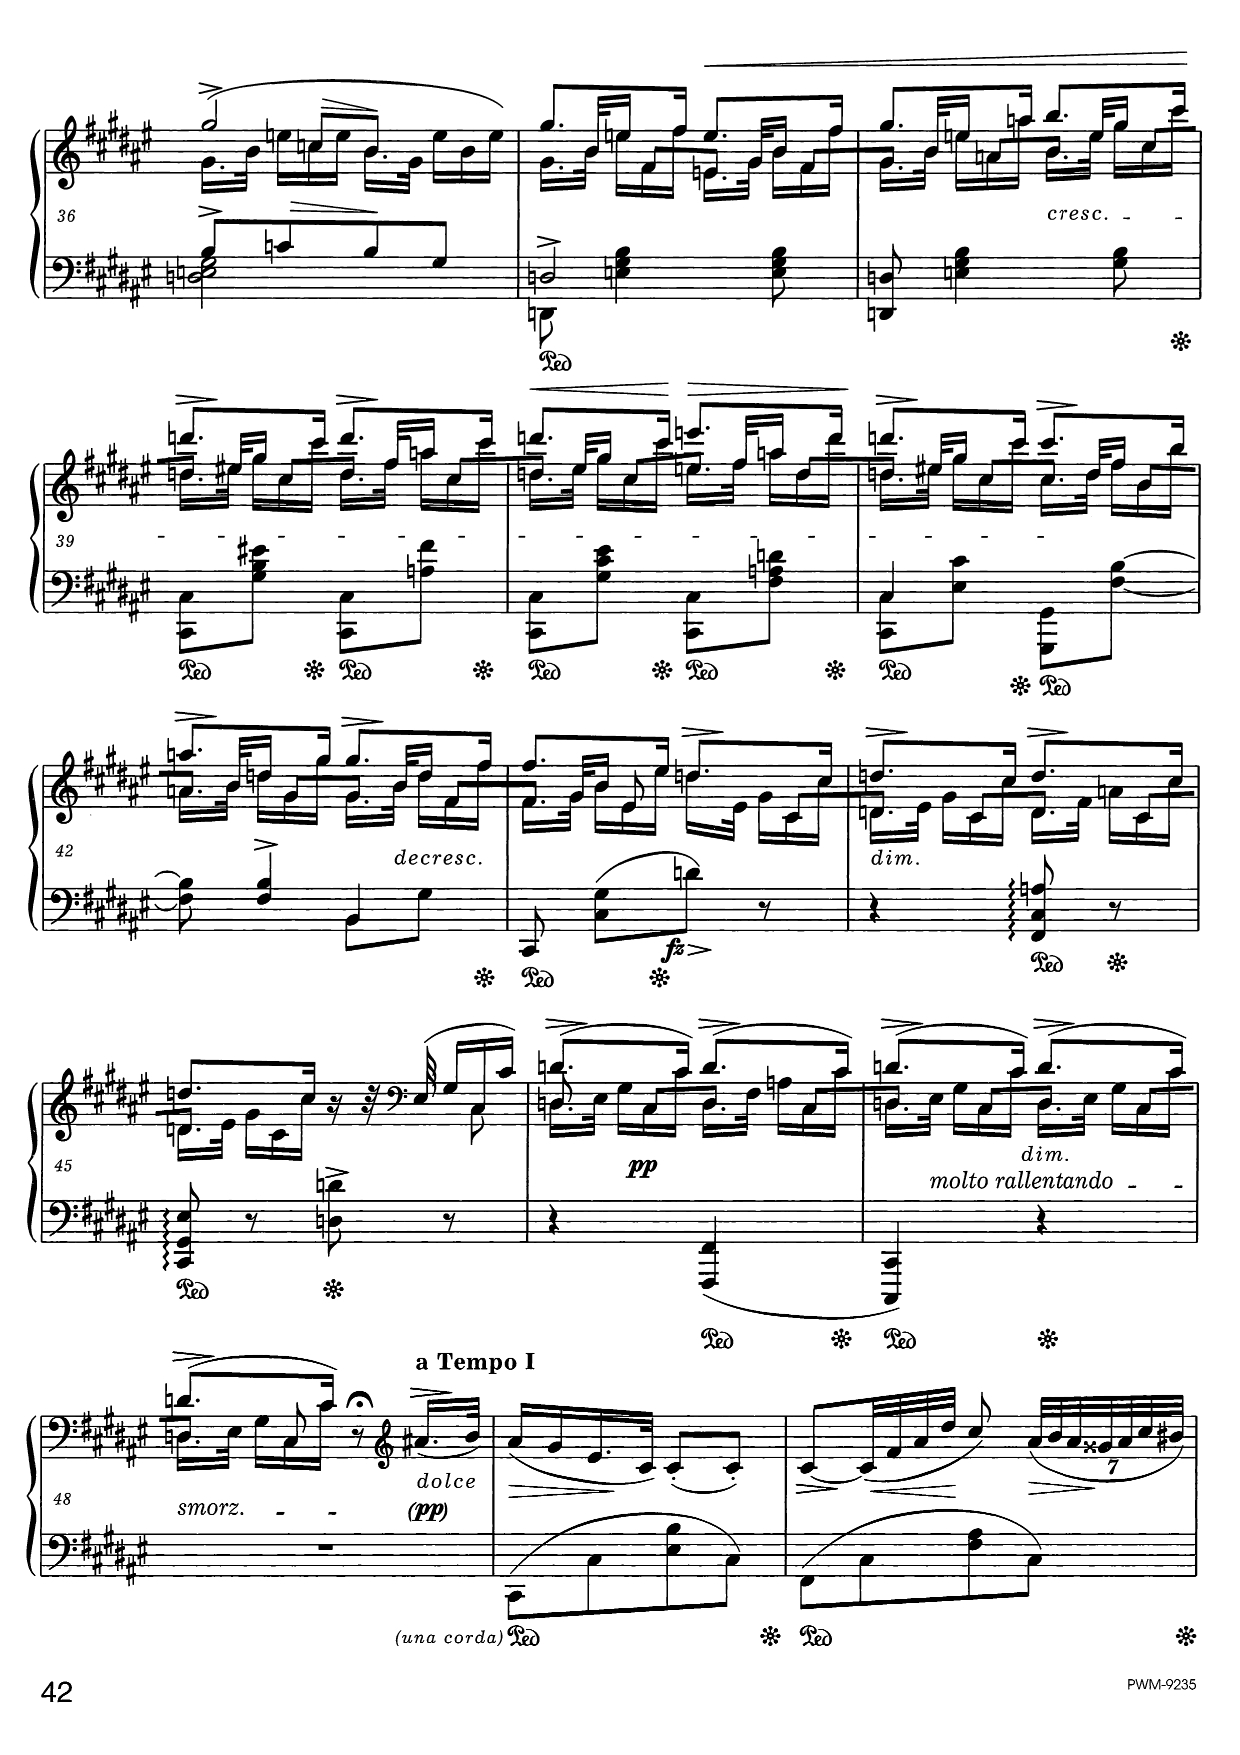 36
cresc.
Ped
39
Ped Ped Ped Ped Ped Ped
42
decresc.
dim.
fz
Ped Ped
45
pp
dim.
molto rallentando
Ped Ped Ped
a Tempo I
dolce
48
smorz.
(pp)
7
(una corda) Ped Ped
42
PWM-9235